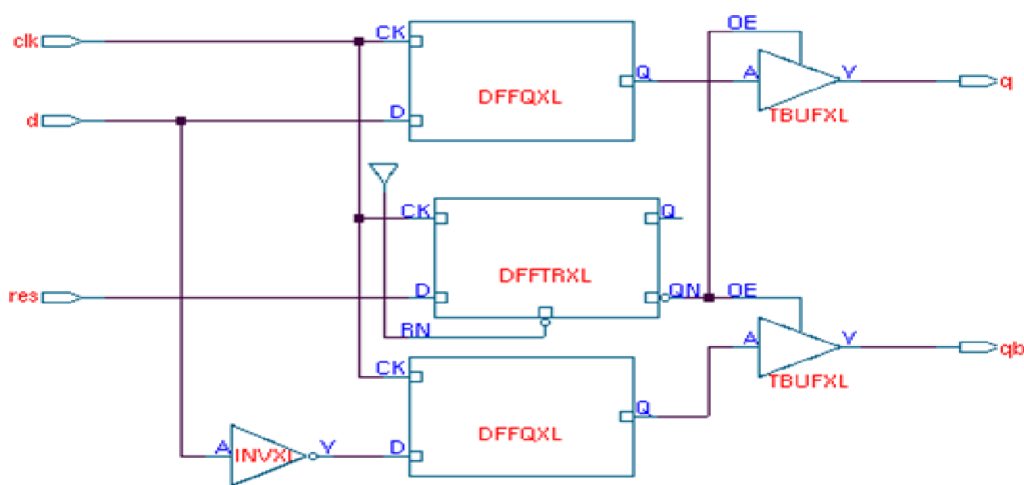 OE
clk
CK
Q
A
Y
q
DFFQXL
TBUFXL
d
D
CK
Q
DFFTRXL
res
D
QN
OE
RN
A
Y
qb
CK
TBUFXL
Q
DFFQXL
A
INVXL
Y
D